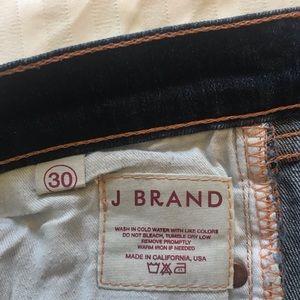 30
J BRAND
WASH IN COLD WATER WITH LIKE COLORS
DO NOT BLEACH, TUMBLE DRY LOW
REMOVE PROMPTLY
WARM IRON IF NEEDED
MADE IN CALIFORNIA, USA